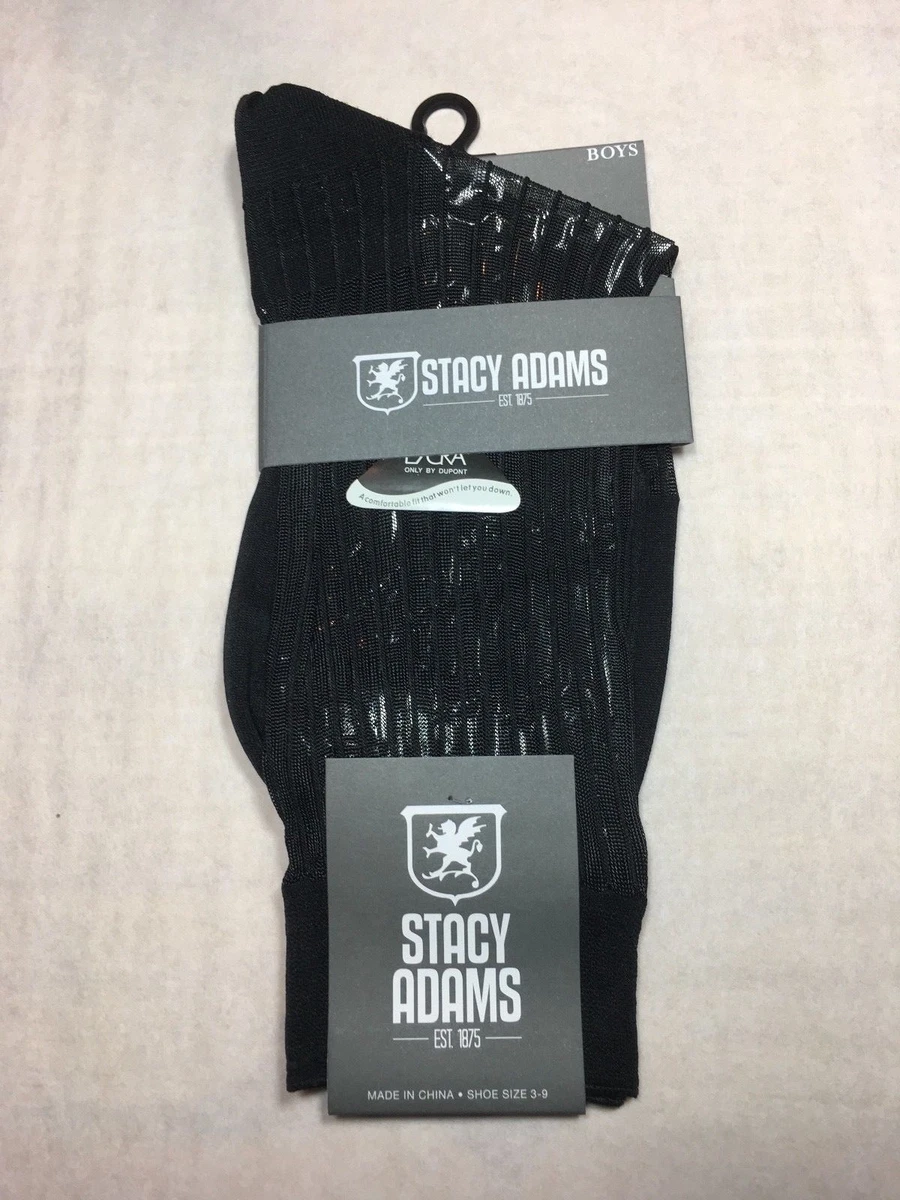 BOYS
STACY ADAMS
EST. 1875
LYCRA
ONLY BY DUPONT
A comfortable fit that won't let you down.
STACY
ADAMS
EST. 1875
MADE IN CHINA • SHOE SIZE 3-9